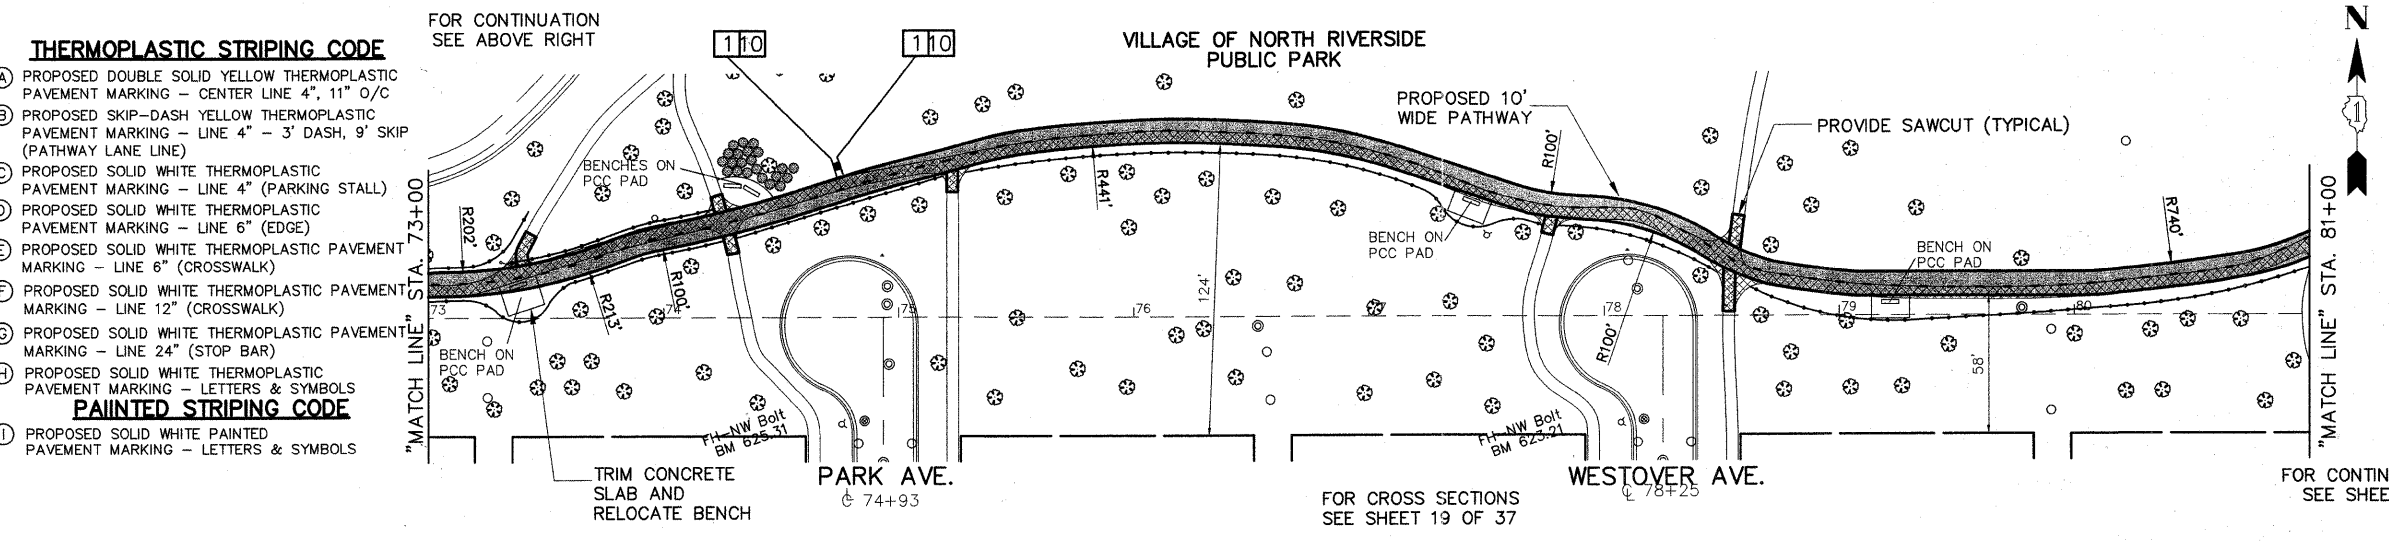 THERMOPLASTIC STRIPING CODE
A PROPOSED DOUBLE SOLID YELLOW THERMOPLASTIC
PAVEMENT MARKING – CENTER LINE 4", 11" O/C
B PROPOSED SKIP-DASH YELLOW THERMOPLASTIC
PAVEMENT MARKING – LINE 4" – 3' DASH, 9' SKIP
(PATHWAY LANE LINE)
C PROPOSED SOLID WHITE THERMOPLASTIC
PAVEMENT MARKING – LINE 4" (PARKING STALL)
D PROPOSED SOLID WHITE THERMOPLASTIC
PAVEMENT MARKING – LINE 6" (EDGE)
E PROPOSED SOLID WHITE THERMOPLASTIC PAVEMENT
MARKING – LINE 6" (CROSSWALK)
F PROPOSED SOLID WHITE THERMOPLASTIC PAVEMENT
MARKING – LINE 12" (CROSSWALK)
G PROPOSED SOLID WHITE THERMOPLASTIC PAVEMENT
MARKING – LINE 24" (STOP BAR)
H PROPOSED SOLID WHITE THERMOPLASTIC
PAVEMENT MARKING – LETTERS & SYMBOLS
PAIINTED STRIPING CODE
I PROPOSED SOLID WHITE PAINTED
PAVEMENT MARKING – LETTERS & SYMBOLS
FOR CONTINUATION
SEE ABOVE RIGHT
1 10
1 10
VILLAGE OF NORTH RIVERSIDE
PUBLIC PARK
N
1
PROPOSED 10'
WIDE PATHWAY
PROVIDE SAWCUT (TYPICAL)
"MATCH LINE" STA. 73+00
BENCHES ON
PCC PAD
R202'
R213'
R100'
R441'
124'
R100'
R100'
R740'
58'
BENCH ON
PCC PAD
BENCH ON
PCC PAD
BENCH ON
PCC PAD
73
74
75
76
77
78
79
80
"MATCH LINE" STA. 81+00
FH-NW Bolt
BM 625.31
FH-NW Bolt
BM 623.21
TRIM CONCRETE
SLAB AND
RELOCATE BENCH
PARK AVE.
℄ 74+93
WESTOVER AVE.
℄ 78+25
FOR CROSS SECTIONS
SEE SHEET 19 OF 37
FOR CONTIN
SEE SHEE